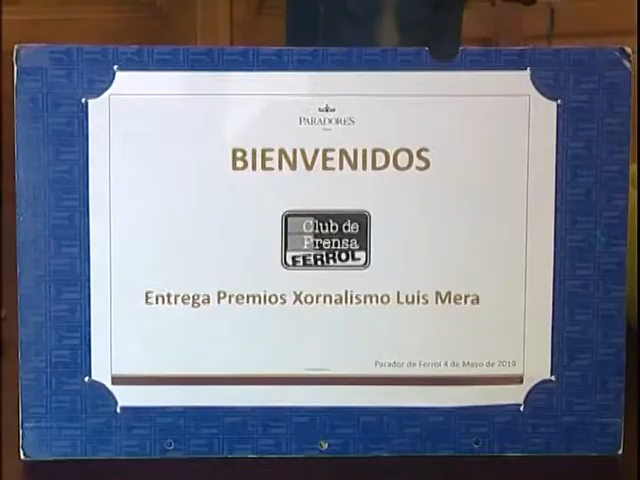 PARADORES
BIENVENIDOS
Club de
Prensa
FERROL
Entrega Premios Xornalismo Luis Mera
Parador de Ferrol 4 de Mayo de 2019